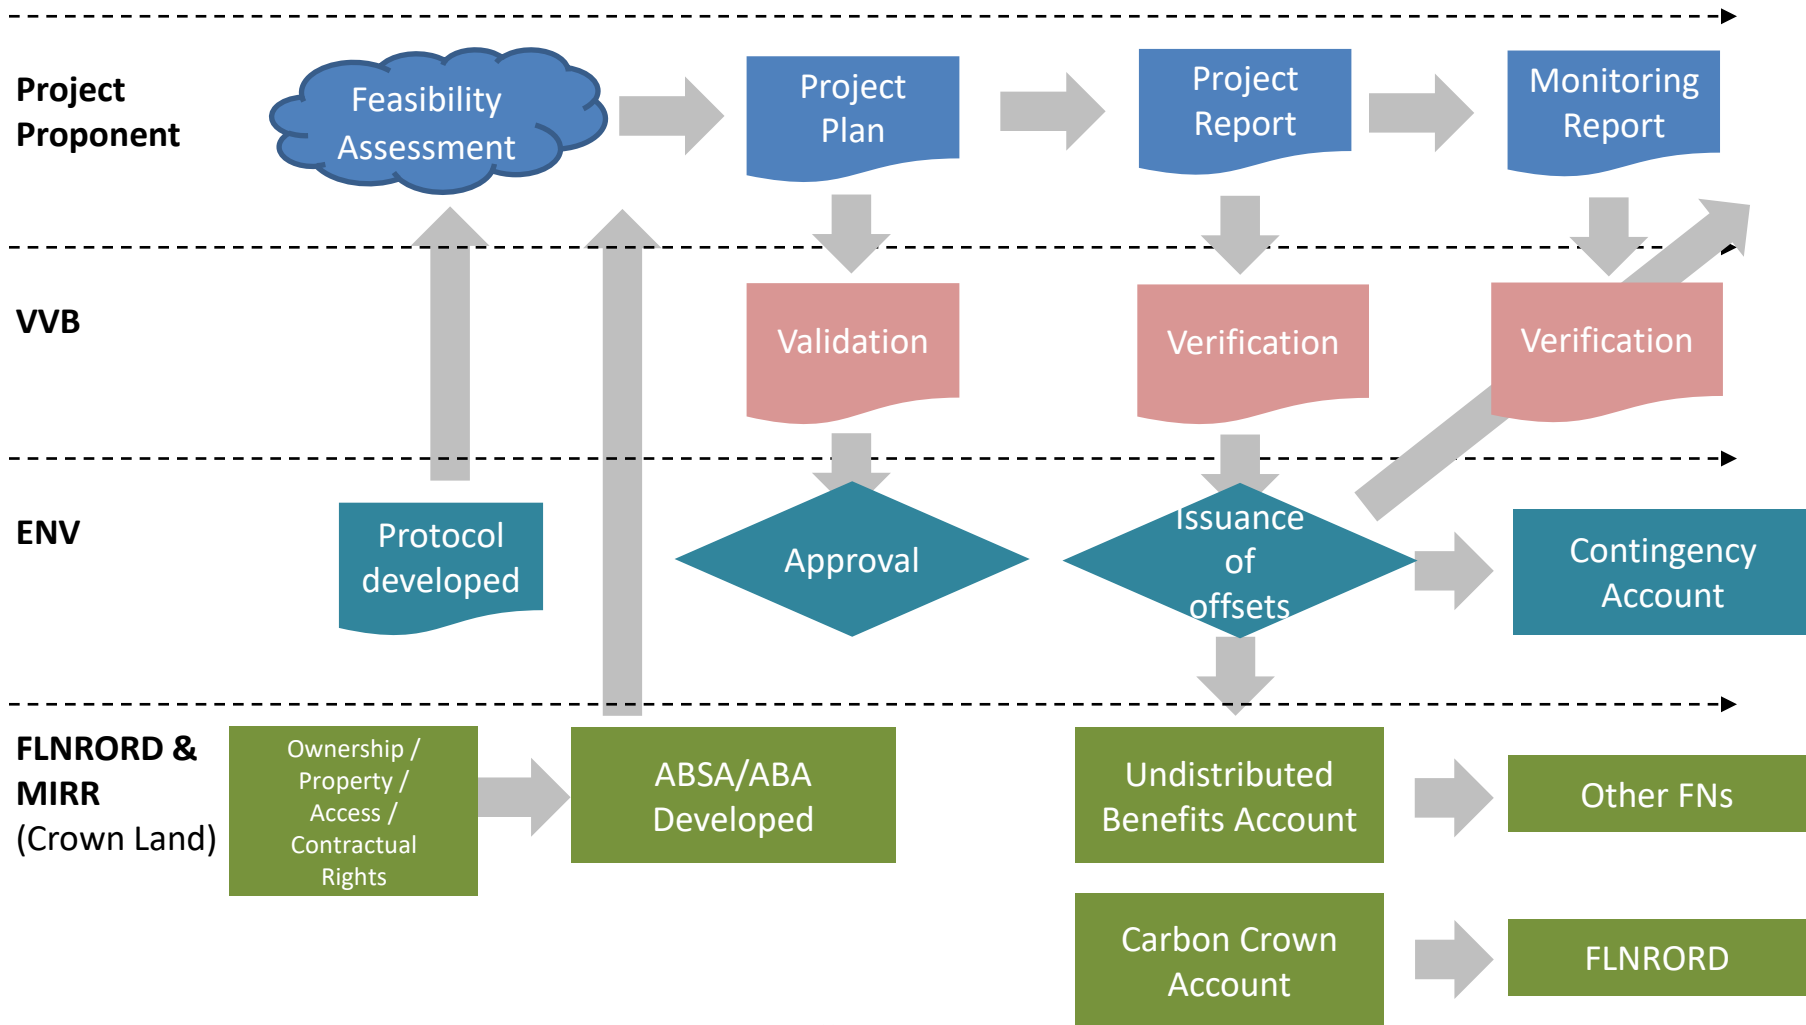 Project
Proponent
Feasibility
Assessment
Project
Plan
Project
Report
Monitoring
Report
VVB
Validation
Verification
Verification
ENV
Protocol
developed
Approval
Issuance
of
offsets
Contingency
Account
FLNRORD &
MIRR
(Crown Land)
Ownership /
Property /
Access /
Contractual
Rights
ABSA/ABA
Developed
Undistributed
Benefits Account
Other FNs
Carbon Crown
Account
FLNRORD